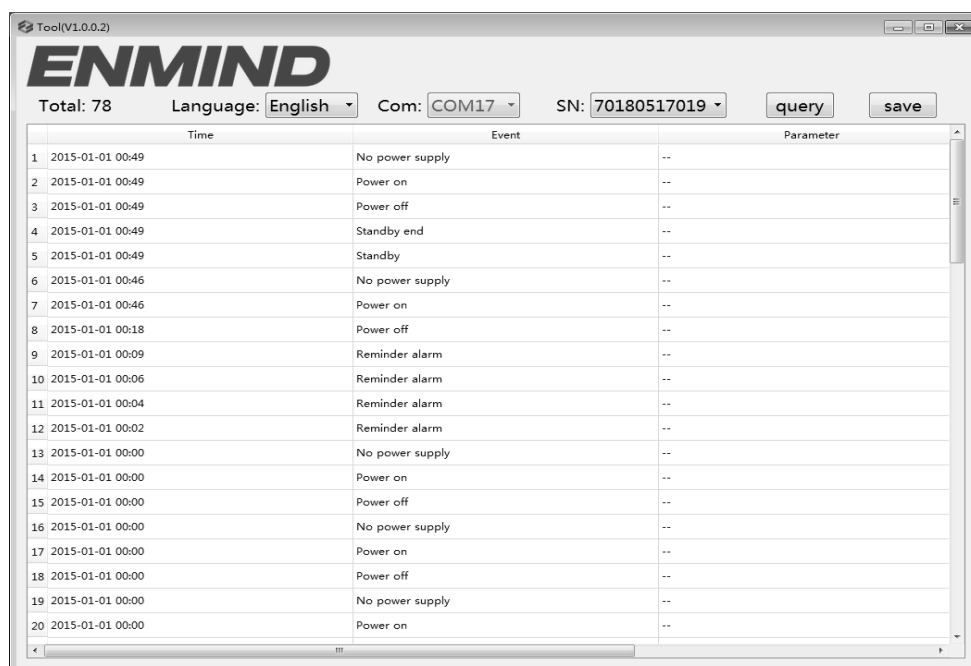 Tool(V1.0.0.2)
ENMIND
Total: 78 Language: English Com: COM17 SN: 70180517019 query save
Time Event Parameter
1 2015-01-01 00:49 No power supply --
2 2015-01-01 00:49 Power on --
3 2015-01-01 00:49 Power off --
4 2015-01-01 00:49 Standby end --
5 2015-01-01 00:49 Standby --
6 2015-01-01 00:46 No power supply --
7 2015-01-01 00:46 Power on --
8 2015-01-01 00:18 Power off --
9 2015-01-01 00:09 Reminder alarm --
10 2015-01-01 00:06 Reminder alarm --
11 2015-01-01 00:04 Reminder alarm --
12 2015-01-01 00:02 Reminder alarm --
13 2015-01-01 00:00 No power supply --
14 2015-01-01 00:00 Power on --
15 2015-01-01 00:00 Power off --
16 2015-01-01 00:00 No power supply --
17 2015-01-01 00:00 Power on --
18 2015-01-01 00:00 Power off --
19 2015-01-01 00:00 No power supply --
20 2015-01-01 00:00 Power on --